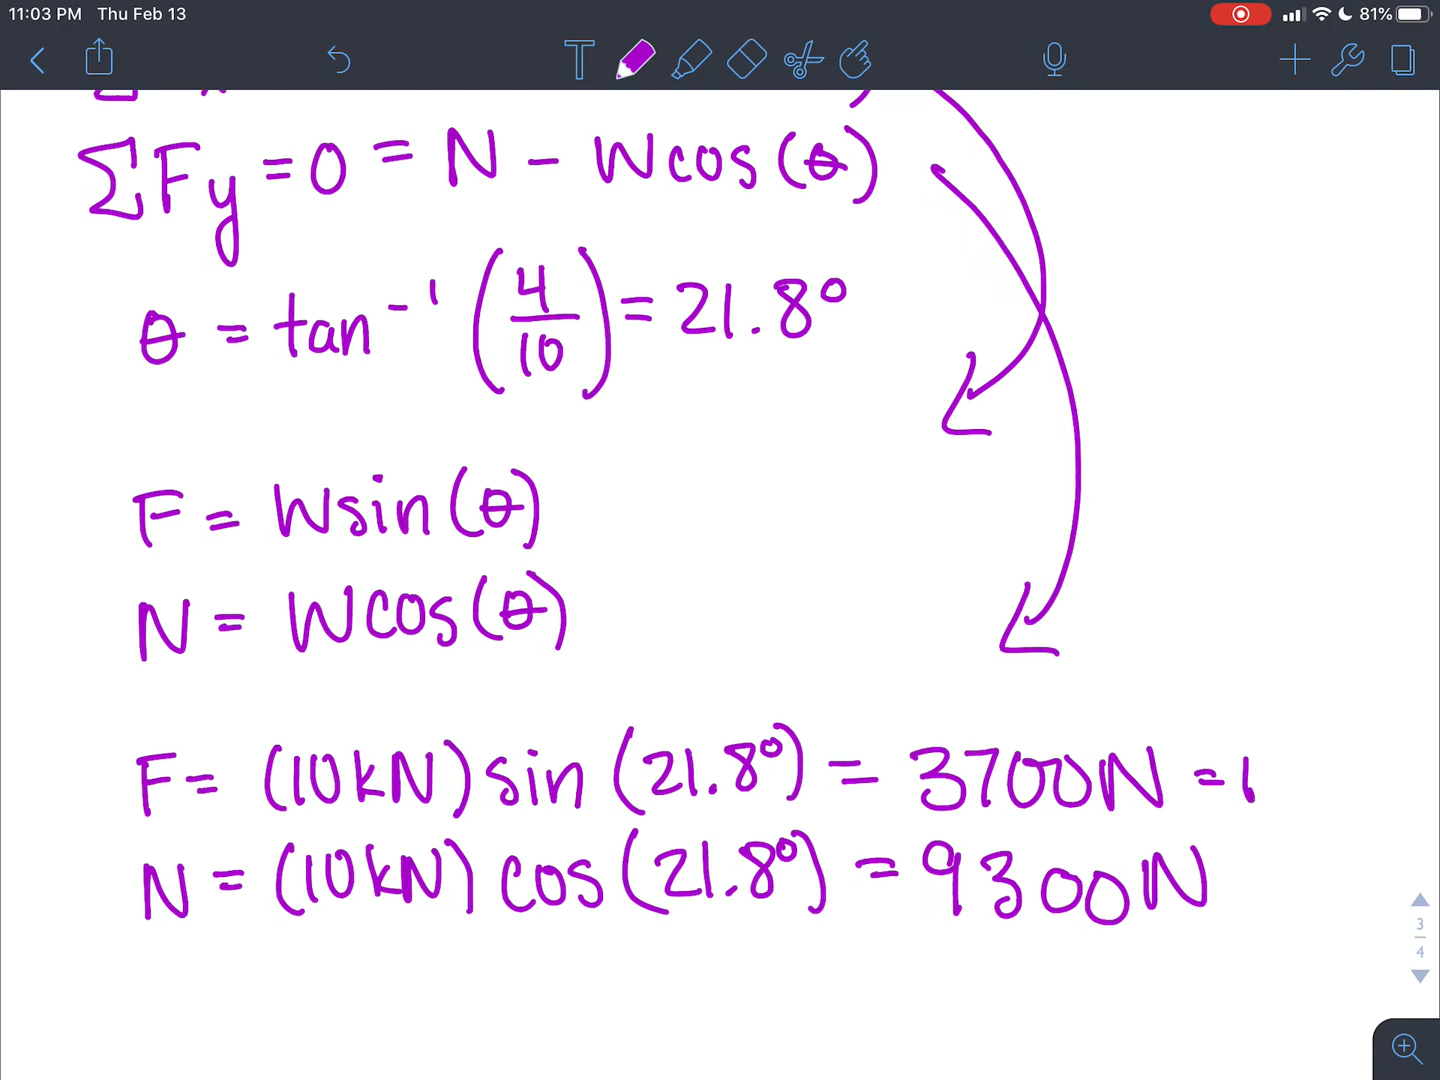 11:03 PM Thu Feb 13 81%
T
ΣFy = 0 = N - Wcos(θ)
θ = tan⁻¹(4/10) = 21.8°
F = Wsin(θ)
N = Wcos(θ)
F = (10kN)sin(21.8°) = 3700N =
N = (10kN)cos(21.8°) = 9300N
3
4